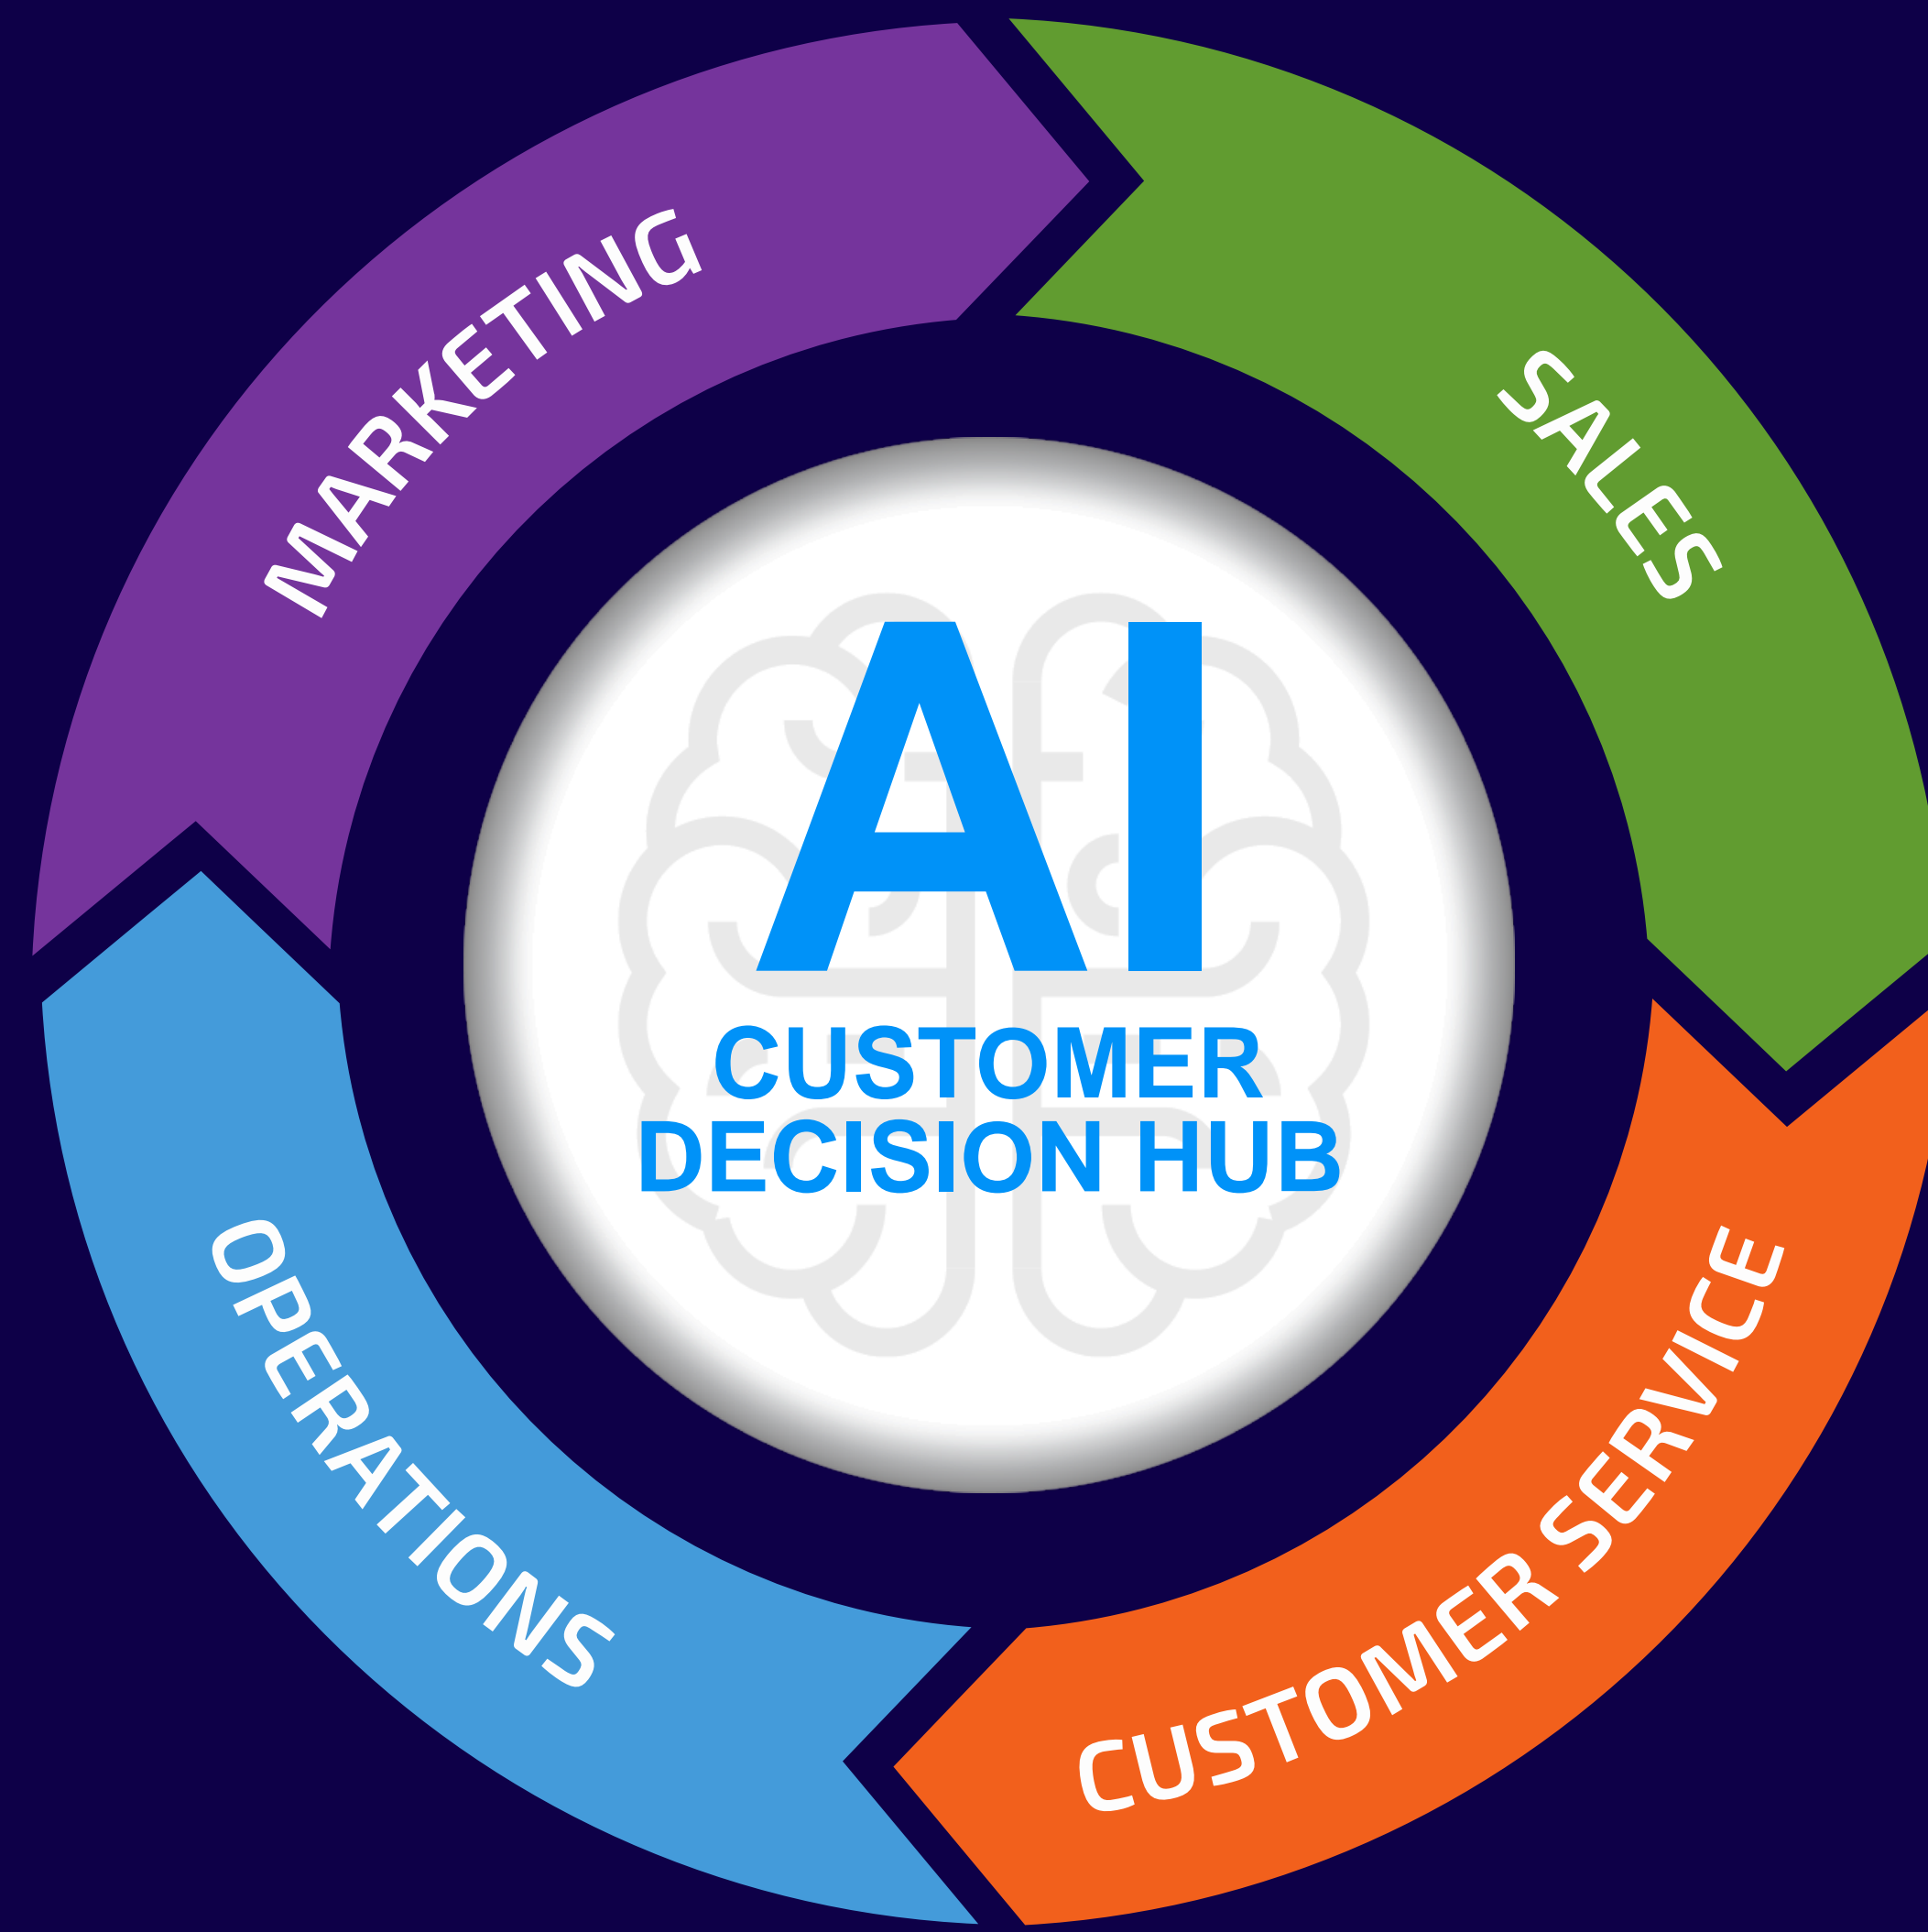 MARKETING
SALES
AI
CUSTOMER
DECISION HUB
OPERATIONS
CUSTOMER SERVICE